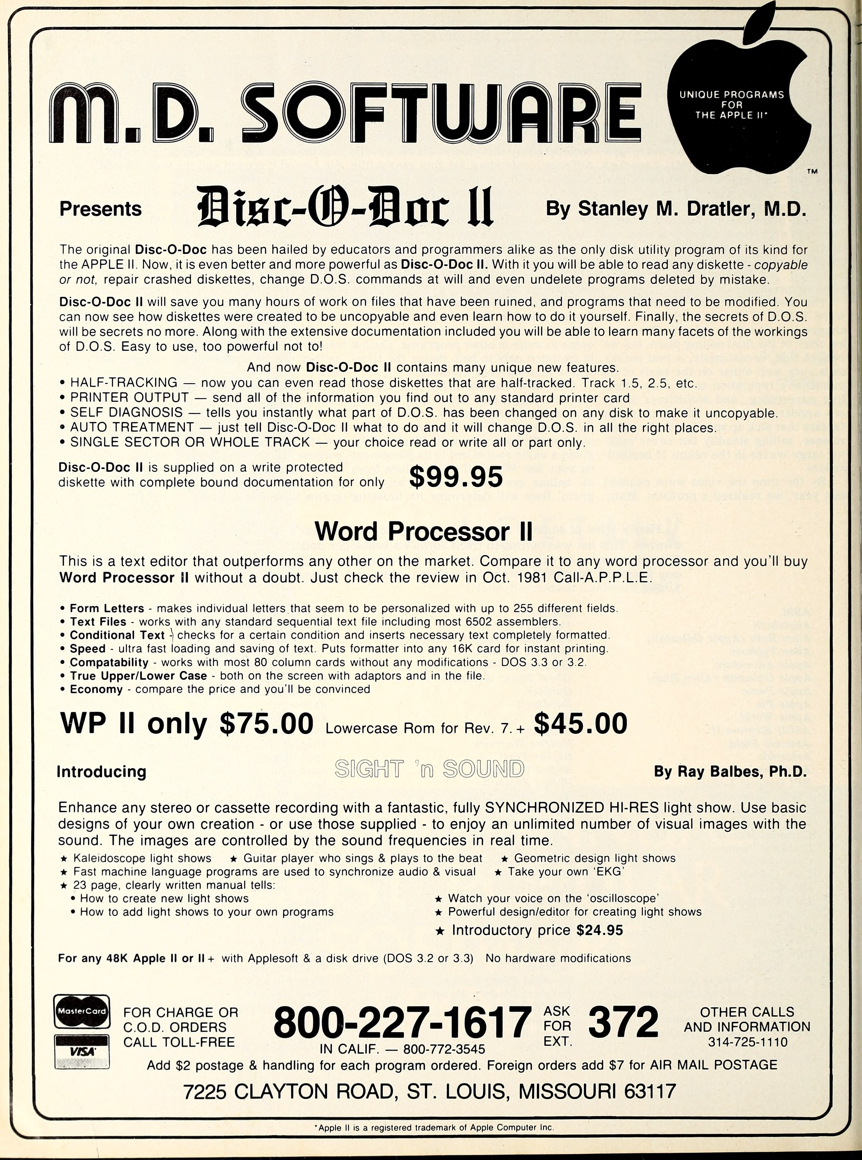 M.D. SOFTWARE
UNIQUE PROGRAMS
FOR
THE APPLE II*
TM
Presents Disc-O-Doc II By Stanley M. Dratler, M.D.
The original Disc-O-Doc has been hailed by educators and programmers alike as the only disk utility program of its kind for
the APPLE II. Now, it is even better and more powerful as Disc-O-Doc II. With it you will be able to read any diskette - copyable
or not, repair crashed diskettes, change D.O.S. commands at will and even undelete programs deleted by mistake.
Disc-O-Doc II will save you many hours of work on files that have been ruined, and programs that need to be modified. You
can now see how diskettes were created to be uncopyable and even learn how to do it yourself. Finally, the secrets of D.O.S.
will be secrets no more. Along with the extensive documentation included you will be able to learn many facets of the workings
of D.O.S. Easy to use, too powerful not to!
And now Disc-O-Doc II contains many unique new features.
• HALF-TRACKING — now you can even read those diskettes that are half-tracked. Track 1.5, 2.5, etc.
• PRINTER OUTPUT — send all of the information you find out to any standard printer card
• SELF DIAGNOSIS — tells you instantly what part of D.O.S. has been changed on any disk to make it uncopyable.
• AUTO TREATMENT — just tell Disc-O-Doc II what to do and it will change D.O.S. in all the right places.
• SINGLE SECTOR OR WHOLE TRACK — your choice read or write all or part only.
Disc-O-Doc II is supplied on a write protected
diskette with complete bound documentation for only $99.95
Word Processor II
This is a text editor that outperforms any other on the market. Compare it to any word processor and you'll buy
Word Processor II without a doubt. Just check the review in Oct. 1981 Call-A.P.P.L.E.
• Form Letters - makes individual letters that seem to be personalized with up to 255 different fields.
• Text Files - works with any standard sequential text file including most 6502 assemblers.
• Conditional Text - checks for a certain condition and inserts necessary text completely formatted.
• Speed - ultra fast loading and saving of text. Puts formatter into any 16K card for instant printing.
• Compatability - works with most 80 column cards without any modifications - DOS 3.3 or 3.2.
• True Upper/Lower Case - both on the screen with adaptors and in the file.
• Economy - compare the price and you'll be convinced
WP II only $75.00 Lowercase Rom for Rev. 7.+ $45.00
Introducing SIGHT 'n SOUND By Ray Balbes, Ph.D.
Enhance any stereo or cassette recording with a fantastic, fully SYNCHRONIZED HI-RES light show. Use basic
designs of your own creation - or use those supplied - to enjoy an unlimited number of visual images with the
sound. The images are controlled by the sound frequencies in real time.
★ Kaleidoscope light shows ★ Guitar player who sings & plays to the beat ★ Geometric design light shows
★ Fast machine language programs are used to synchronize audio & visual ★ Take your own 'EKG'
★ 23 page, clearly written manual tells:
• How to create new light shows ★ Watch your voice on the 'oscilloscope'
• How to add light shows to your own programs ★ Powerful design/editor for creating light shows
★ Introductory price $24.95
For any 48K Apple II or II+ with Applesoft & a disk drive (DOS 3.2 or 3.3) No hardware modifications
MasterCard
VISA
FOR CHARGE OR
C.O.D. ORDERS
CALL TOLL-FREE
800-227-1617
IN CALIF. — 800-772-3545
ASK
FOR
EXT.
372
OTHER CALLS
AND INFORMATION
314-725-1110
Add $2 postage & handling for each program ordered. Foreign orders add $7 for AIR MAIL POSTAGE
7225 CLAYTON ROAD, ST. LOUIS, MISSOURI 63117
*Apple II is a registered trademark of Apple Computer Inc.